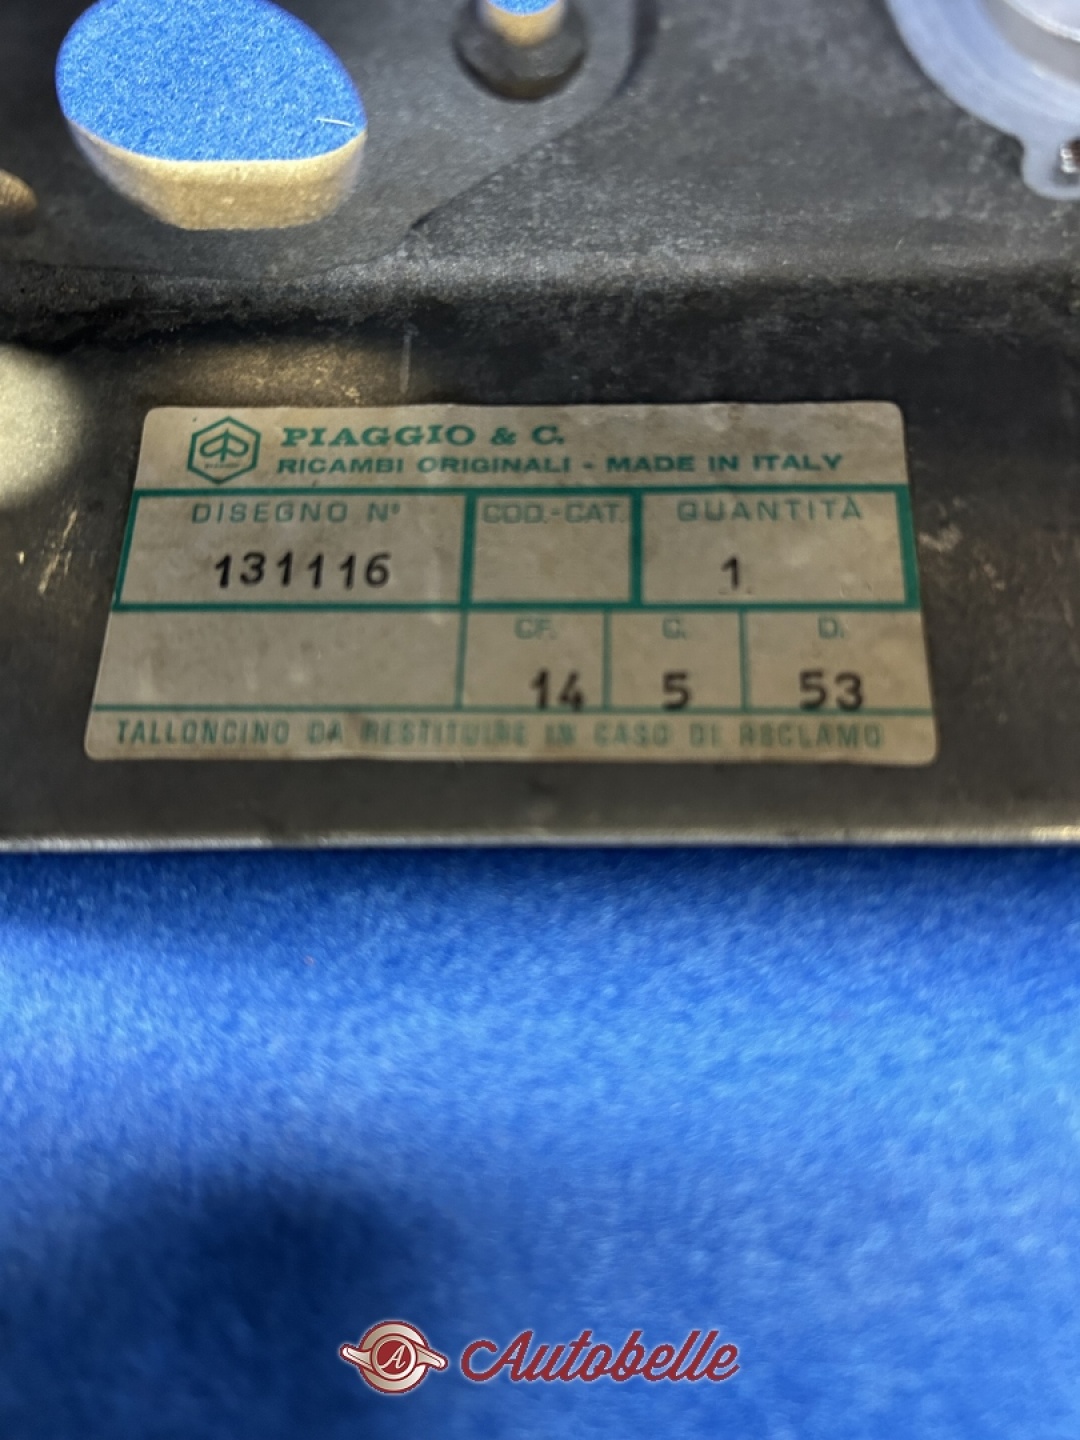 PIAGGIO & C.
PIAGGIO
RICAMBI ORIGINALI - MADE IN ITALY
DISEGNO N° COD.-CAT. QUANTITÀ
131116 1
CF. C. D.
14 5 53
TALLONCINO DA RESTITUIRE IN CASO DI RECLAMO
A Autobelle